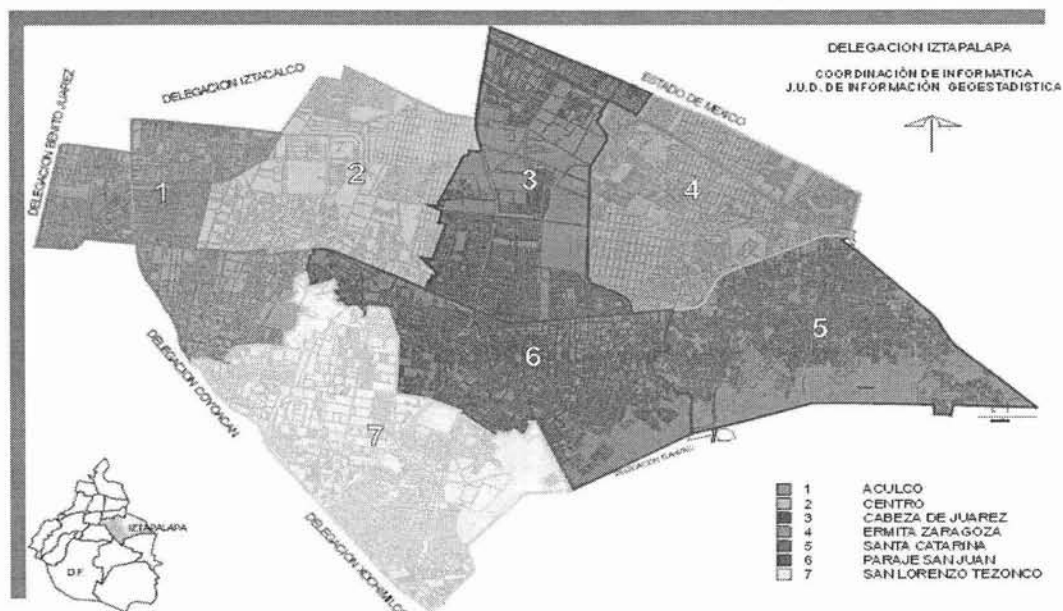 DELEGACION IZTAPALAPA
COORDINACIÓN DE INFORMATICA
J.U.D. DE INFORMACIÓN GEOESTADISTICA
DELEGACION IZTACALCO
ESTADO DE MEXICO
DELEGACION BENITO JUAREZ
1
2
3
4
5
6
7
DELEGACION COYOACAN
DELEGACION XOCHIMILCO
IZTAPALAPA
D.F.
1 ACULCO
2 CENTRO
3 CABEZA DE JUAREZ
4 ERMITA ZARAGOZA
5 SANTA CATARINA
6 PARAJE SAN JUAN
7 SAN LORENZO TEZONCO